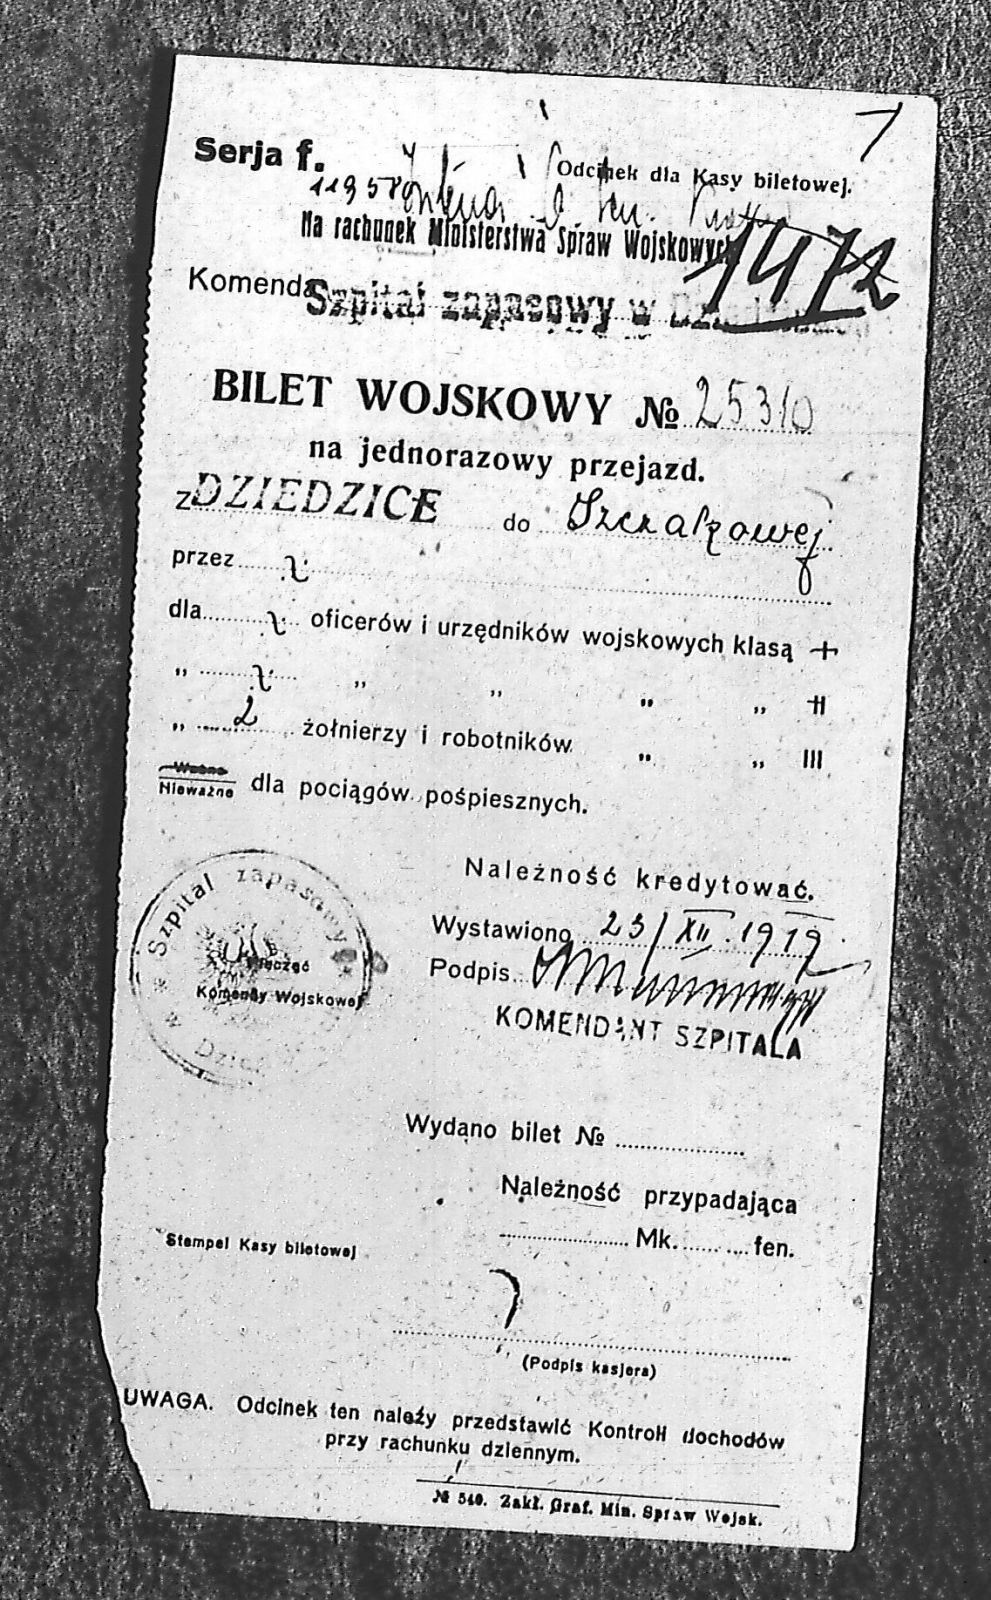 Serja f.
Odcinek dla Kasy biletowej.
Na rachunek Ministerstwa Spraw Wojskowych
1472
Komenda Szpital zapasowy w
BILET WOJSKOWY № 25310
na jednorazowy przejazd.
z DZIEDZICE do Szczakowej
przez
dla oficerów i urzędników wojskowych klasą I
„ „ „ „ „ II
„ 2 żołnierzy i robotników „ „ III
Ważne
Nieważne dla pociągów pośpiesznych.
Należność kredytować.
Wystawiono 23/XII. 1919
Podpis
KOMENDANT SZPITALA
Szpital zapasowy
w Dzied
Pieczęć
Komendy Wojskowej
Wydano bilet №
Należność przypadająca
Mk. fen.
Stempel Kasy biletowej
(Podpis kasjera)
UWAGA. Odcinek ten należy przedstawić Kontroli dochodów
przy rachunku dziennym.
№ 540. Zakł. Graf. Min. Spraw Wojsk.